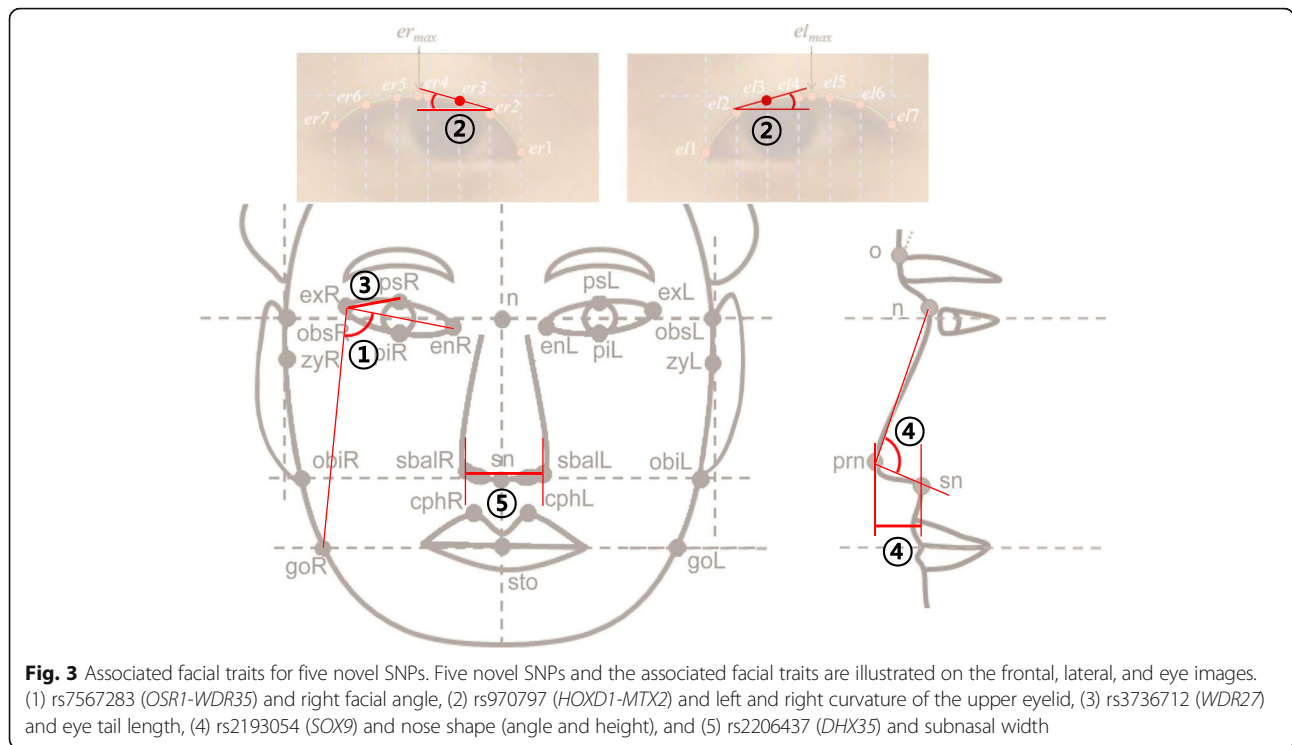 er max
el max
er7 er6 er5 er4 er3 er2 er1
②
el1 el2 el3 el4 el5 el6 el7
②
exR ③ psR n psL exL
obsR enR enL piL obsL
① piR
zyR zyL
obiR sbalR sn sbalL obiL
cphR ⑤ cphL
goR sto goL
o
n
prn ④ sn
④
Fig. 3 Associated facial traits for five novel SNPs. Five novel SNPs and the associated facial traits are illustrated on the frontal, lateral, and eye images.
(1) rs7567283 (OSR1-WDR35) and right facial angle, (2) rs970797 (HOXD1-MTX2) and left and right curvature of the upper eyelid, (3) rs3736712 (WDR27)
and eye tail length, (4) rs2193054 (SOX9) and nose shape (angle and height), and (5) rs2206437 (DHX35) and subnasal width